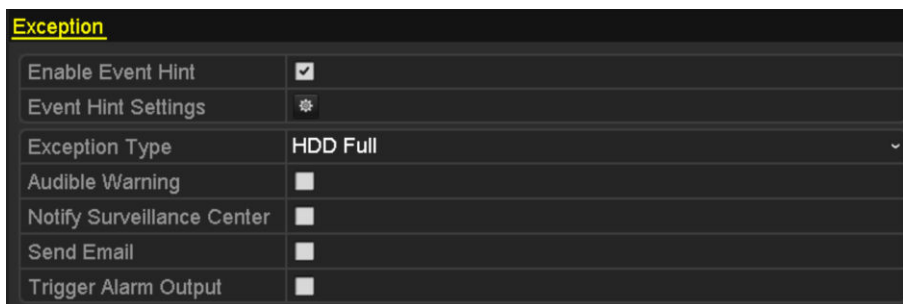 Exception
Enable Event Hint
Event Hint Settings
Exception Type HDD Full
Audible Warning
Notify Surveillance Center
Send Email
Trigger Alarm Output